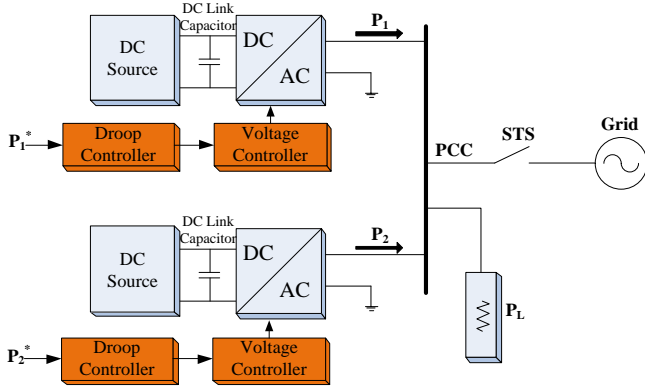 DC Link
Capacitor
DC
Source
DC
AC
P1
P1*
Droop
Controller
Voltage
Controller
PCC
STS
Grid
DC Link
Capacitor
DC
Source
DC
AC
P2
PL
P2*
Droop
Controller
Voltage
Controller